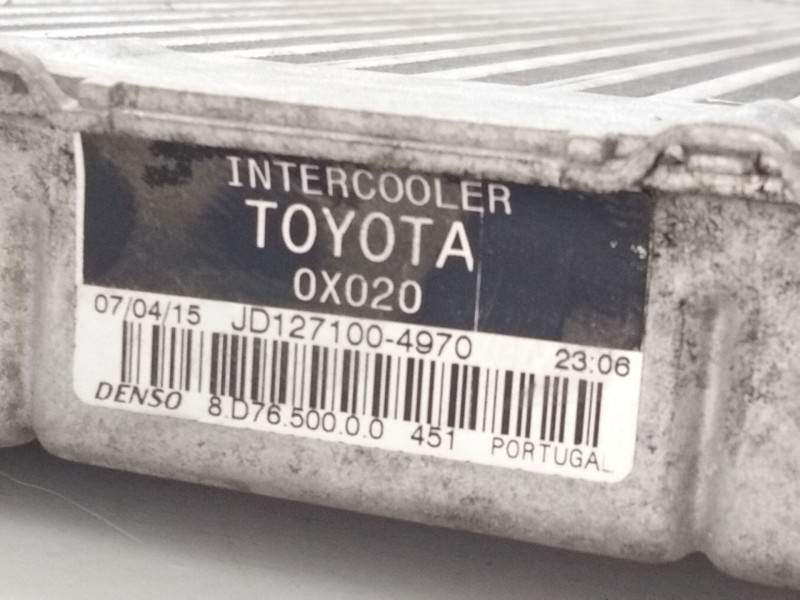 INTERCOOLER
TOYOTA
0X020
07/04/15 JD127100-4970 23:06
DENSO 8.D76.500.0.0 451 PORTUGAL